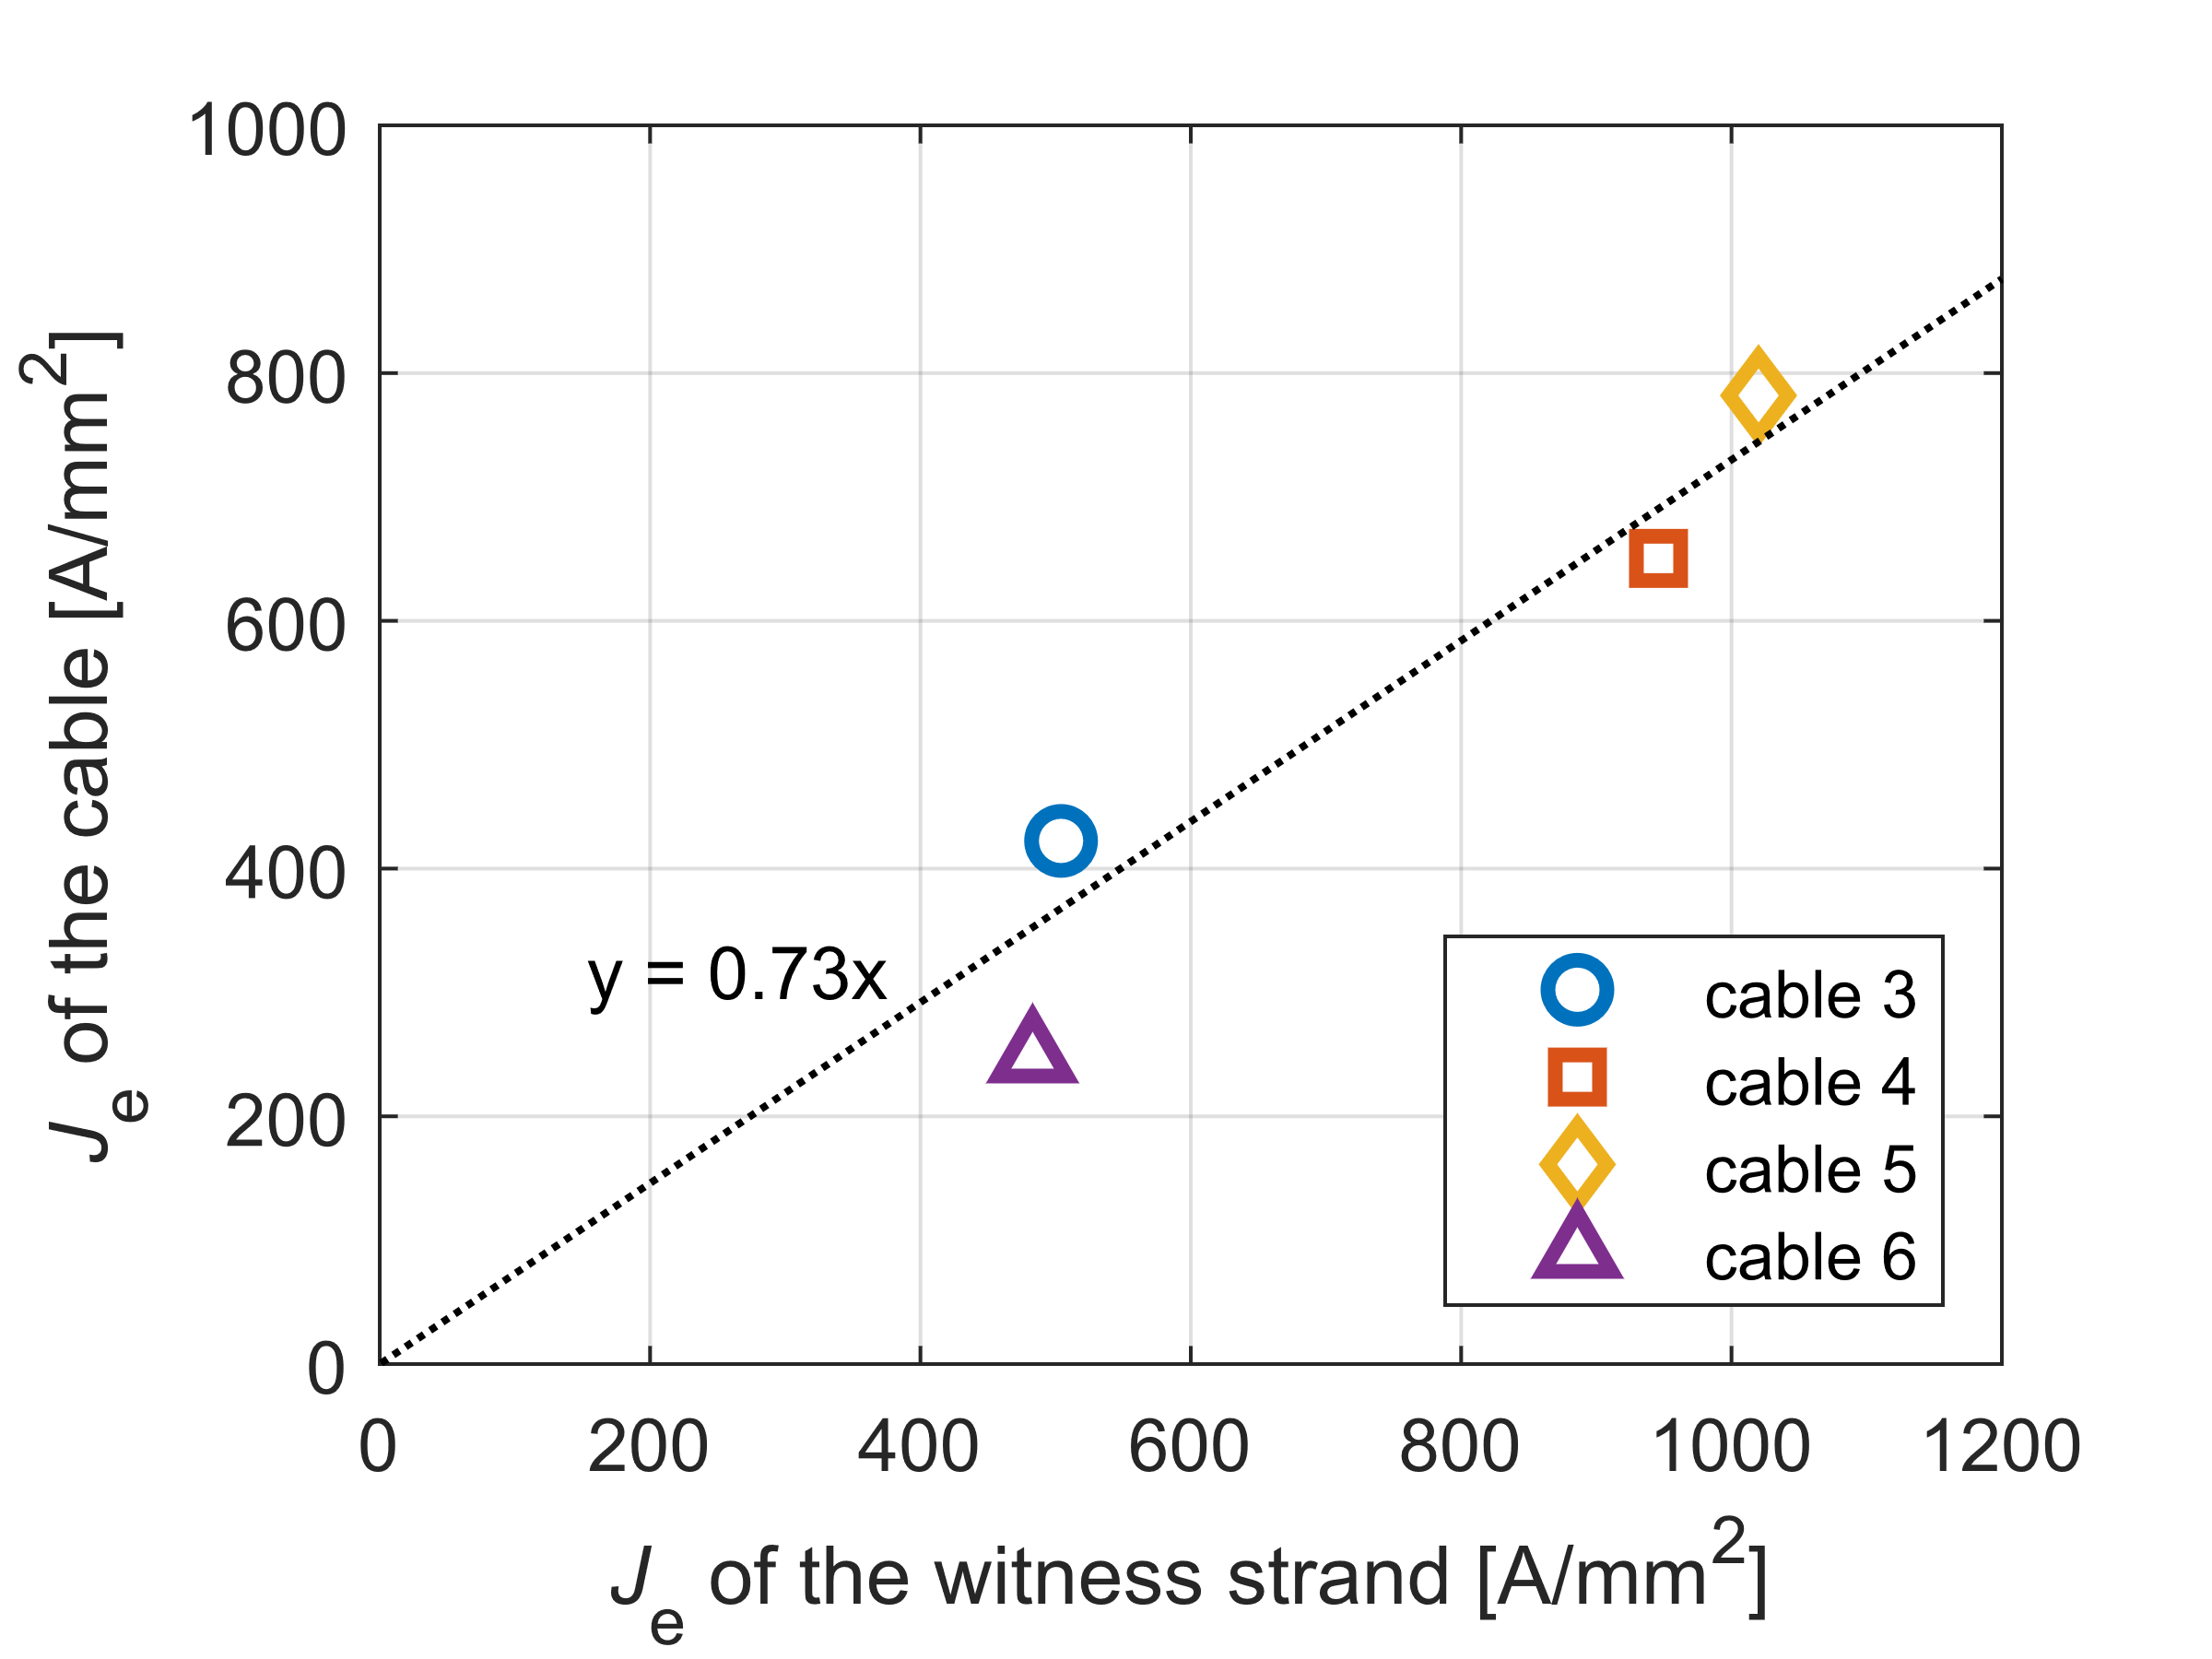 1000
800
600
400
200
0
0 200 400 600 800 1000 1200
Je of the cable [A/mm²]
Je of the witness strand [A/mm²]
y = 0.73x
cable 3
cable 4
cable 5
cable 6